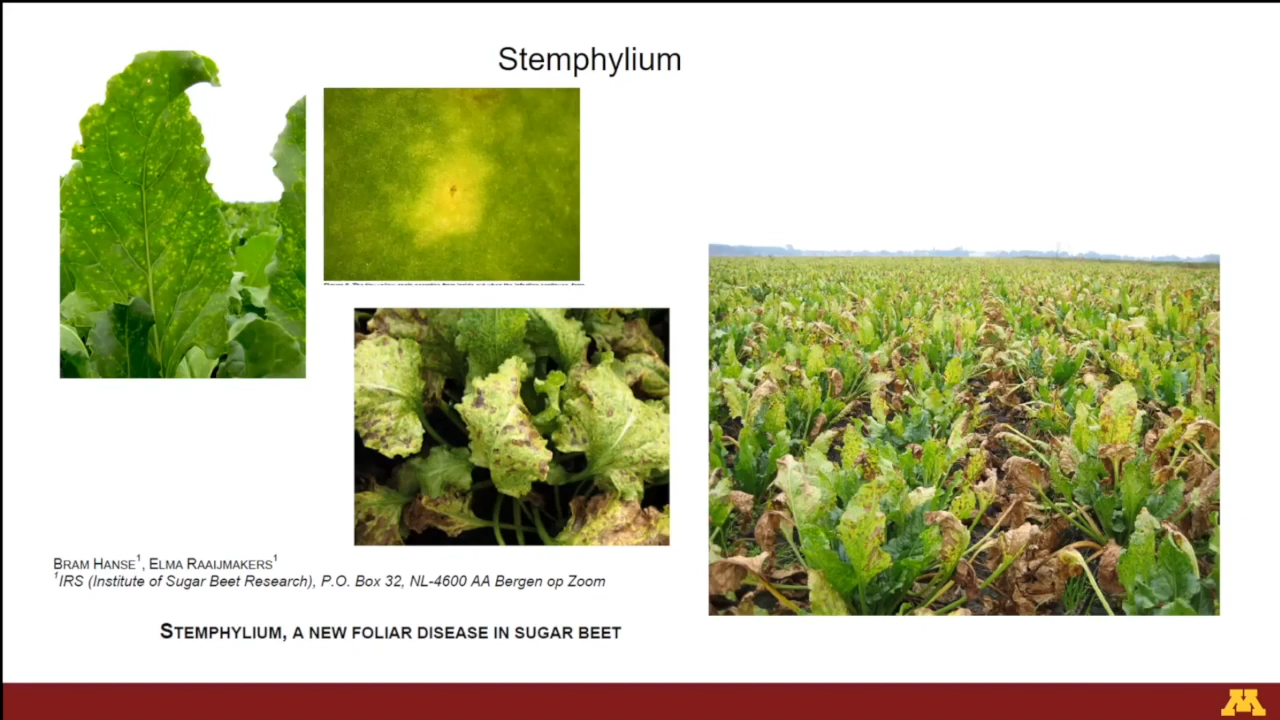 Stemphylium
BRAM HANSE¹, ELMA RAAIJMAKERS¹
¹IRS (Institute of Sugar Beet Research), P.O. Box 32, NL-4600 AA Bergen op Zoom
STEMPHYLIUM, A NEW FOLIAR DISEASE IN SUGAR BEET
M